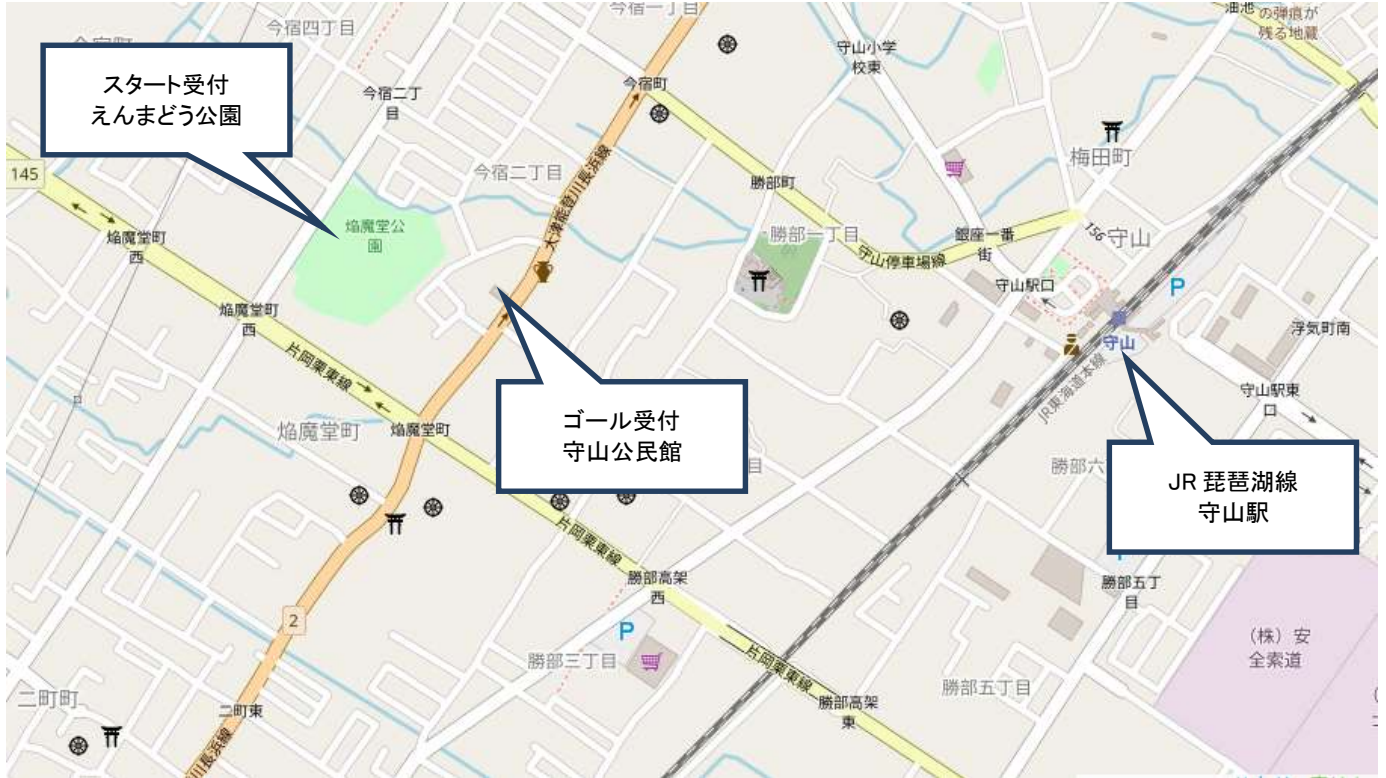 今宿一丁目
油池
の弾痕が
残る地蔵
今宿四丁目
守山小学
校東
スタート受付
えんまどう公園
今宿町
今宿二丁
目
梅田町
145
今宿二丁目
勝部町
大津能登川長浜線
焔魔堂公
園
焔魔堂町
西
勝部一丁目
銀座一番
街
156
守山
守山停車場線
守山駅口
P
焔魔堂町
西
浮気町南
守山
片岡栗東線
JR東海道本線
守山駅東
口
ゴール受付
守山公民館
焔魔堂町
焔魔堂町
目
勝部六
JR 琵琶湖線
守山駅
片岡栗東線
勝部高架
西
勝部五丁
目
2
P
(株)安
全索道
勝部三丁目
片岡栗東線
勝部五丁目
二町町
二町東
勝部高架
東
川長浜線